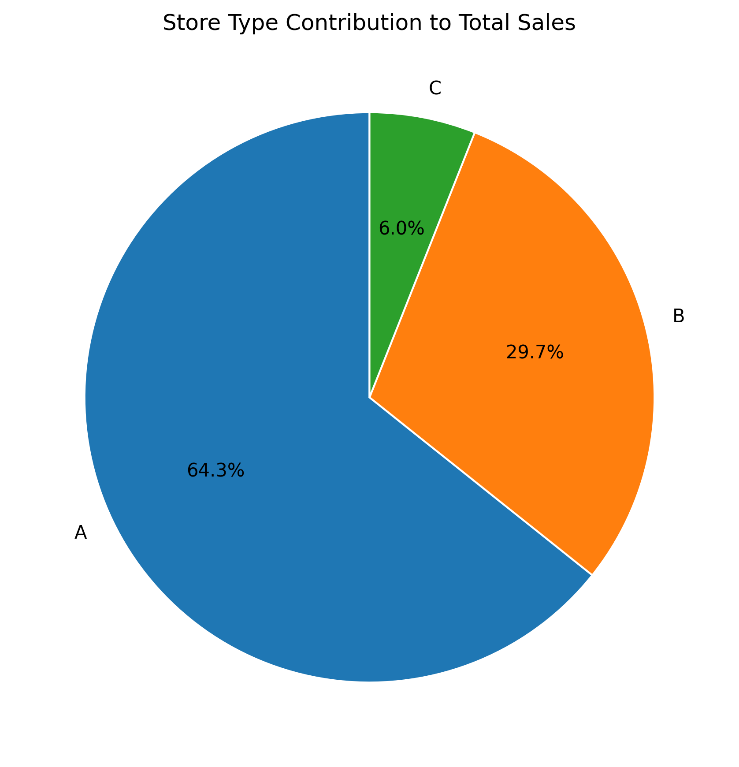 Store Type Contribution to Total Sales
C
6.0%
B
29.7%
64.3%
A